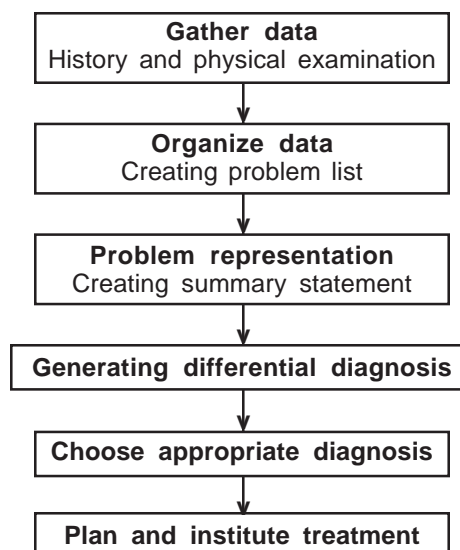 Gather data
History and physical examination
Organize data
Creating problem list
Problem representation
Creating summary statement
Generating differential diagnosis
Choose appropriate diagnosis
Plan and institute treatment